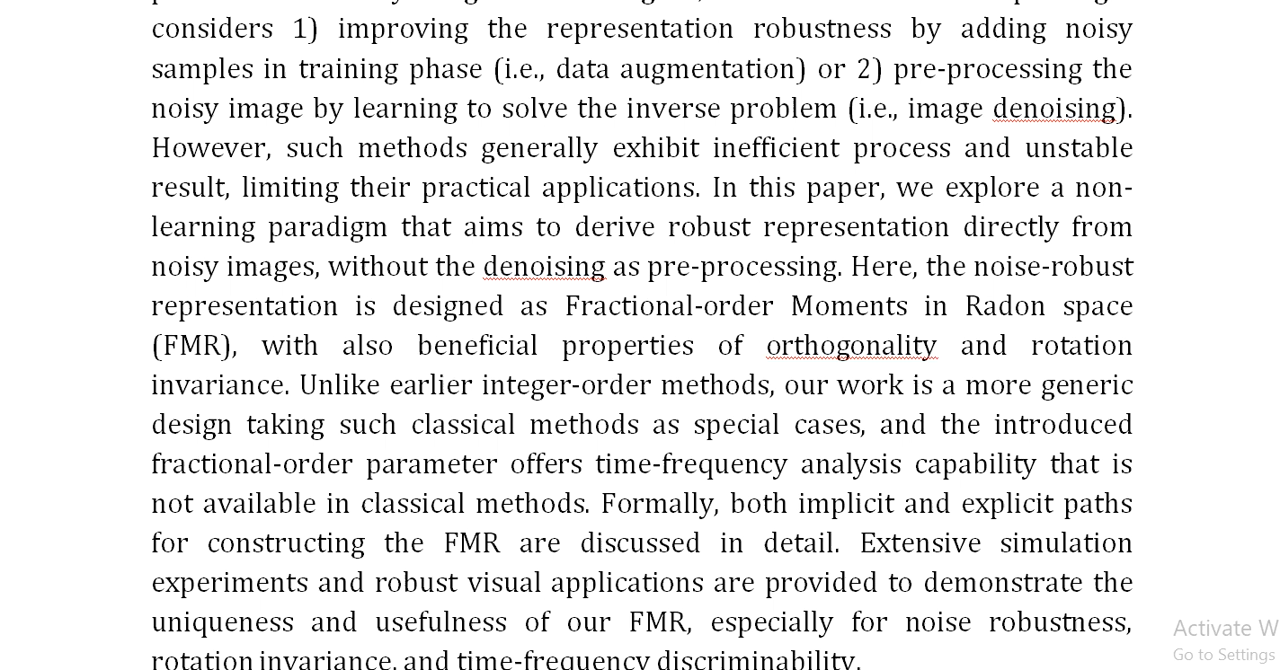 considers 1) improving the representation robustness by adding noisy
samples in training phase (i.e., data augmentation) or 2) pre-processing the
noisy image by learning to solve the inverse problem (i.e., image denoising).
However, such methods generally exhibit inefficient process and unstable
result, limiting their practical applications. In this paper, we explore a non-
learning paradigm that aims to derive robust representation directly from
noisy images, without the denoising as pre-processing. Here, the noise-robust
representation is designed as Fractional-order Moments in Radon space
(FMR), with also beneficial properties of orthogonality and rotation
invariance. Unlike earlier integer-order methods, our work is a more generic
design taking such classical methods as special cases, and the introduced
fractional-order parameter offers time-frequency analysis capability that is
not available in classical methods. Formally, both implicit and explicit paths
for constructing the FMR are discussed in detail. Extensive simulation
experiments and robust visual applications are provided to demonstrate the
uniqueness and usefulness of our FMR, especially for noise robustness,
rotation invariance, and time-frequency discriminability.
Activate W
Go to Settings